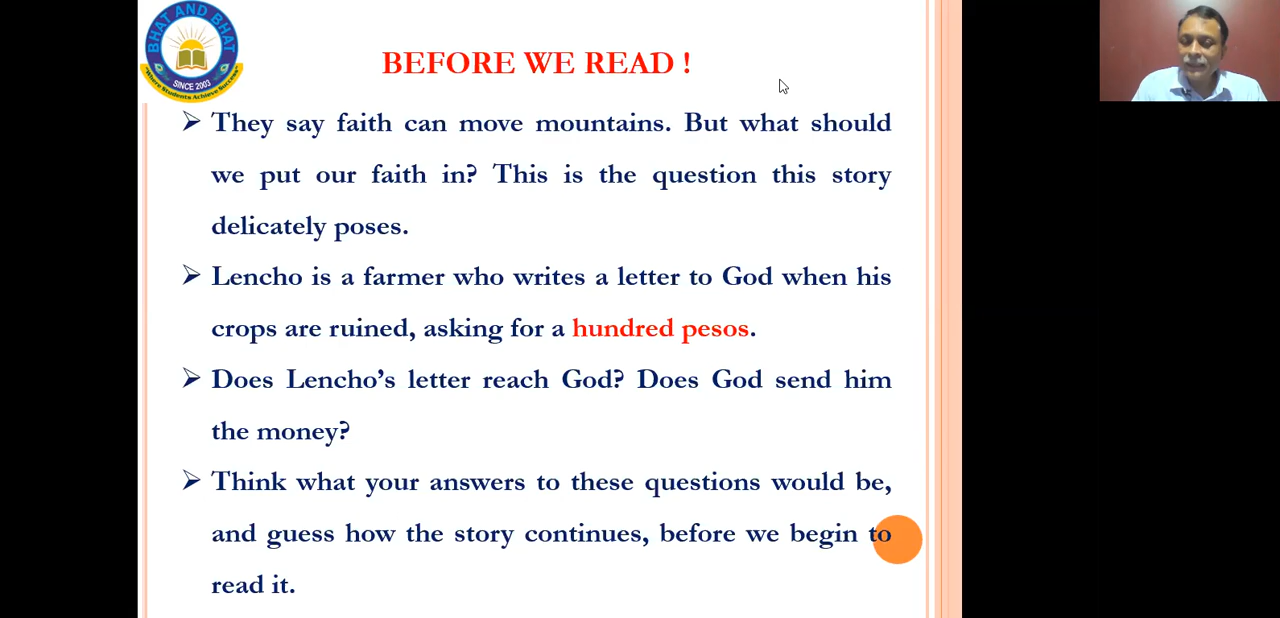 BHAT AND BHAT
"Where Students Achieve Success"
SINCE 2003
BEFORE WE READ !
➢ They say faith can move mountains. But what should
we put our faith in? This is the question this story
delicately poses.
➢ Lencho is a farmer who writes a letter to God when his
crops are ruined, asking for a hundred pesos.
➢ Does Lencho’s letter reach God? Does God send him
the money?
➢ Think what your answers to these questions would be,
and guess how the story continues, before we begin to
read it.